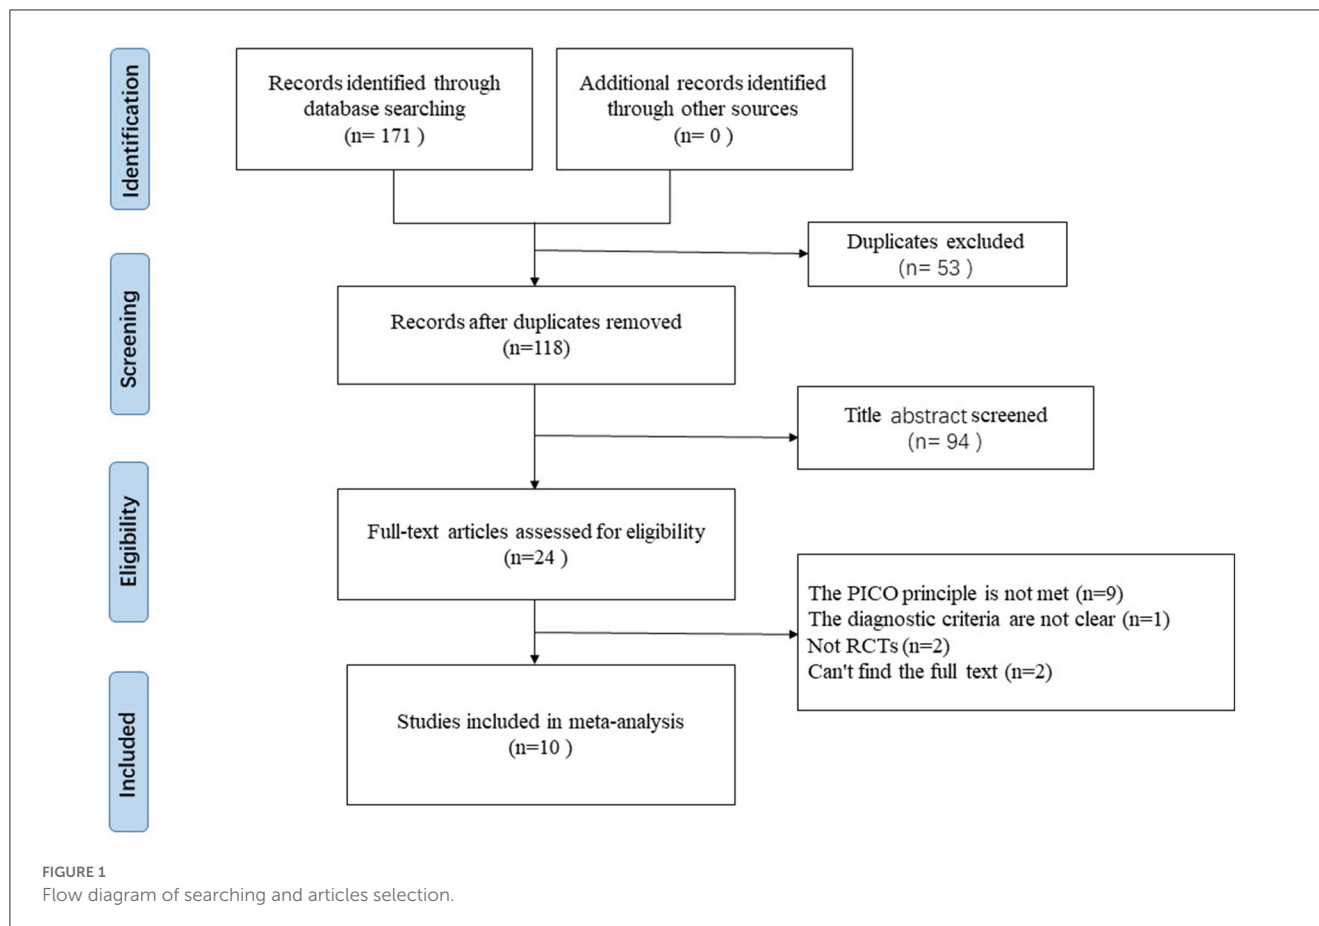 Identification
Records identified through
database searching
(n= 171 )
Additional records identified
through other sources
(n= 0 )
Duplicates excluded
(n= 53 )
Screening
Records after duplicates removed
(n=118)
Title abstract screened
(n= 94 )
Eligibility
Full-text articles assessed for eligibility
(n=24 )
The PICO principle is not met (n=9)
The diagnostic criteria are not clear (n=1)
Not RCTs (n=2)
Can't find the full text (n=2)
Included
Studies included in meta-analysis
(n=10 )
FIGURE 1
Flow diagram of searching and articles selection.